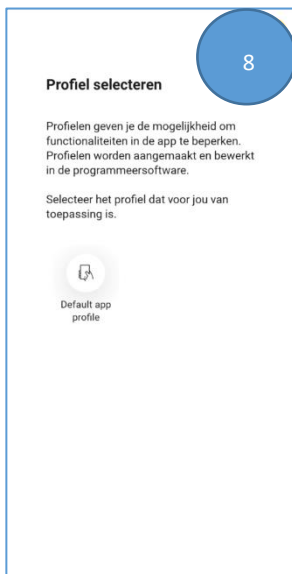 8
Profiel selecteren
Profielen geven je de mogelijkheid om
functionaliteiten in de app te beperken.
Profielen worden aangemaakt en bewerkt
in de programmeersoftware.
Selecteer het profiel dat voor jou van
toepassing is.
Default app
profile